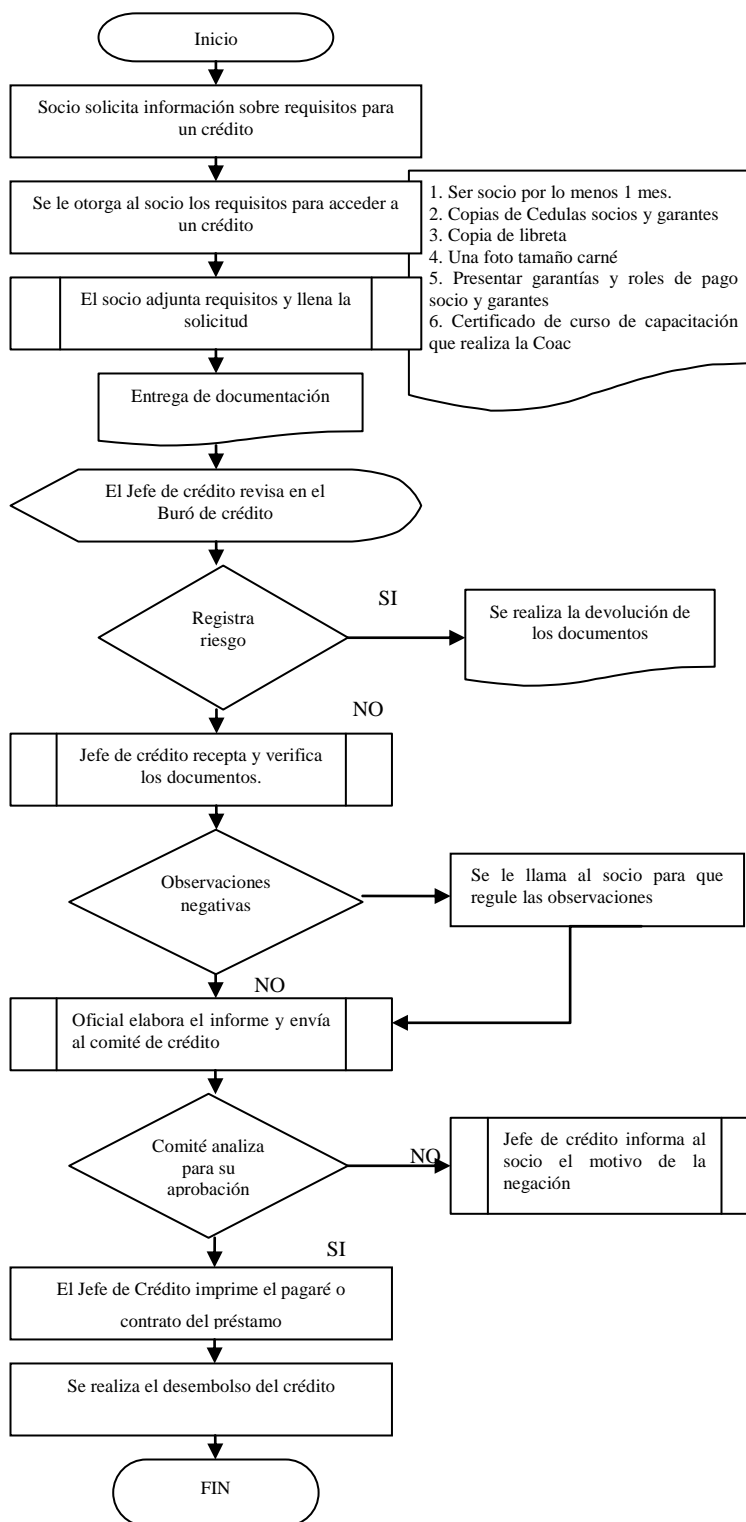 Inicio
Socio solicita información sobre requisitos para
un crédito
Se le otorga al socio los requisitos para acceder a
un crédito
1. Ser socio por lo menos 1 mes.
2. Copias de Cedulas socios y garantes
3. Copia de libreta
4. Una foto tamaño carné
5. Presentar garantías y roles de pago
socio y garantes
6. Certificado de curso de capacitación
que realiza la Coac
El socio adjunta requisitos y llena la
solicitud
Entrega de documentación
El Jefe de crédito revisa en el
Buró de crédito
Registra
riesgo
SI
Se realiza la devolución de
los documentos
NO
Jefe de crédito recepta y verifica
los documentos.
Observaciones
negativas
Se le llama al socio para que
regule las observaciones
NO
Oficial elabora el informe y envía
al comité de crédito
Comité analiza
para su
aprobación
NO
Jefe de crédito informa al
socio el motivo de la
negación
SI
El Jefe de Crédito imprime el pagaré o
contrato del préstamo
Se realiza el desembolso del crédito
FIN